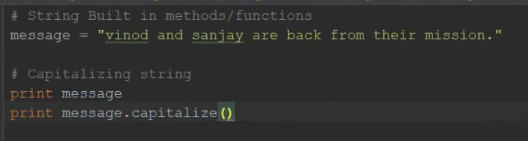 # String Built in methods/functions
message = "vinod and sanjay are back from their mission."
# Capitalizing string
print message
print message.capitalize()